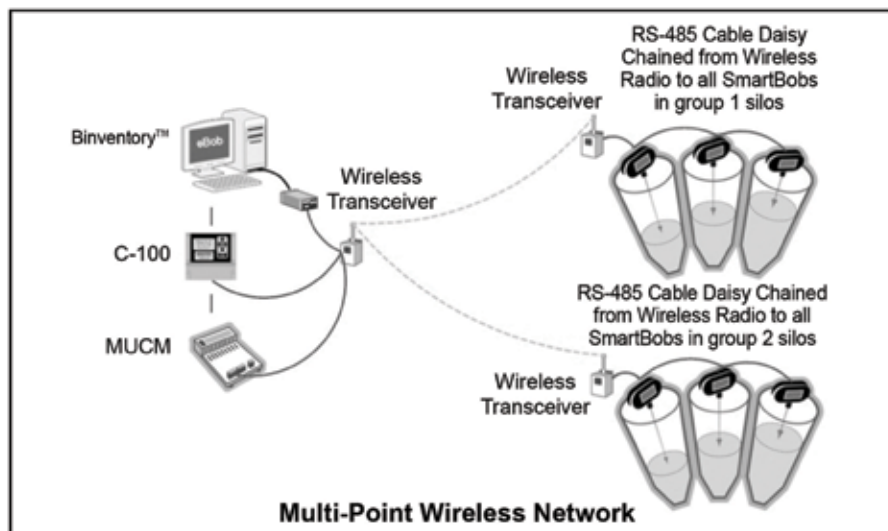 RS-485 Cable Daisy
Chained from Wireless
Radio to all SmartBobs
in group 1 silos
Wireless
Transceiver
Binventory™
eBob
Wireless
Transceiver
C-100
MUCM
RS-485 Cable Daisy Chained
from Wireless Radio to all
SmartBobs in group 2 silos
Wireless
Transceiver
Multi-Point Wireless Network